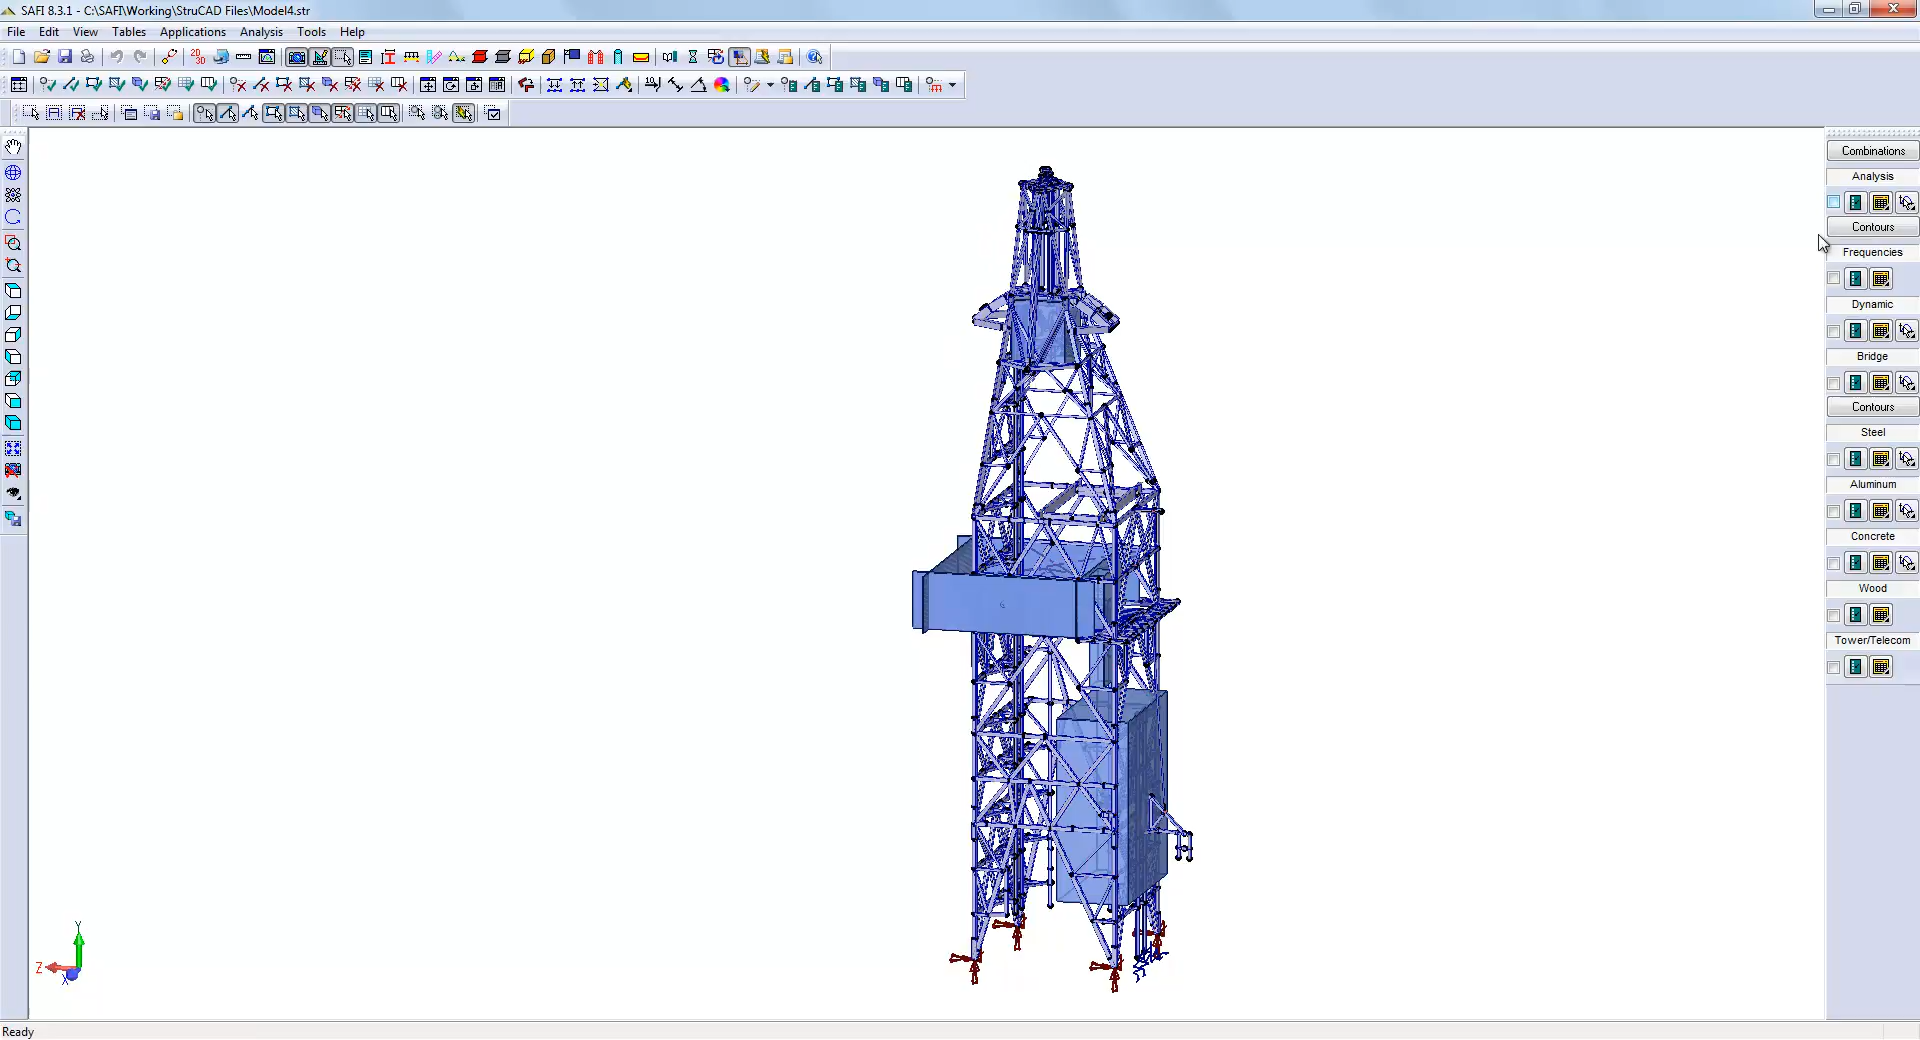 SAFI 8.3.1 - C:\SAFI\Working\StruCAD Files\Model4.str
File Edit View Tables Applications Analysis Tools Help
Combinations
Analysis
Contours
Frequencies
Dynamic
Bridge
Contours
Steel
Aluminum
Concrete
Wood
Tower/Telecom
Y
Z
X
Ready